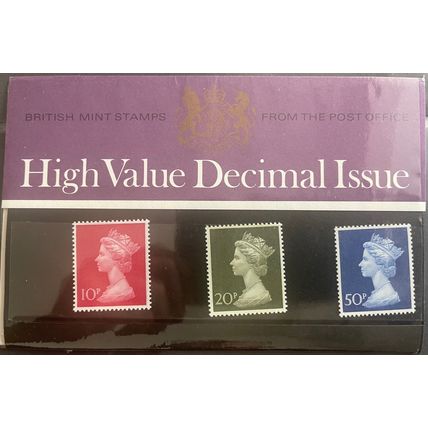 BRITISH MINT STAMPS FROM THE POST OFFICE
High Value Decimal Issue
10P 20P 50P